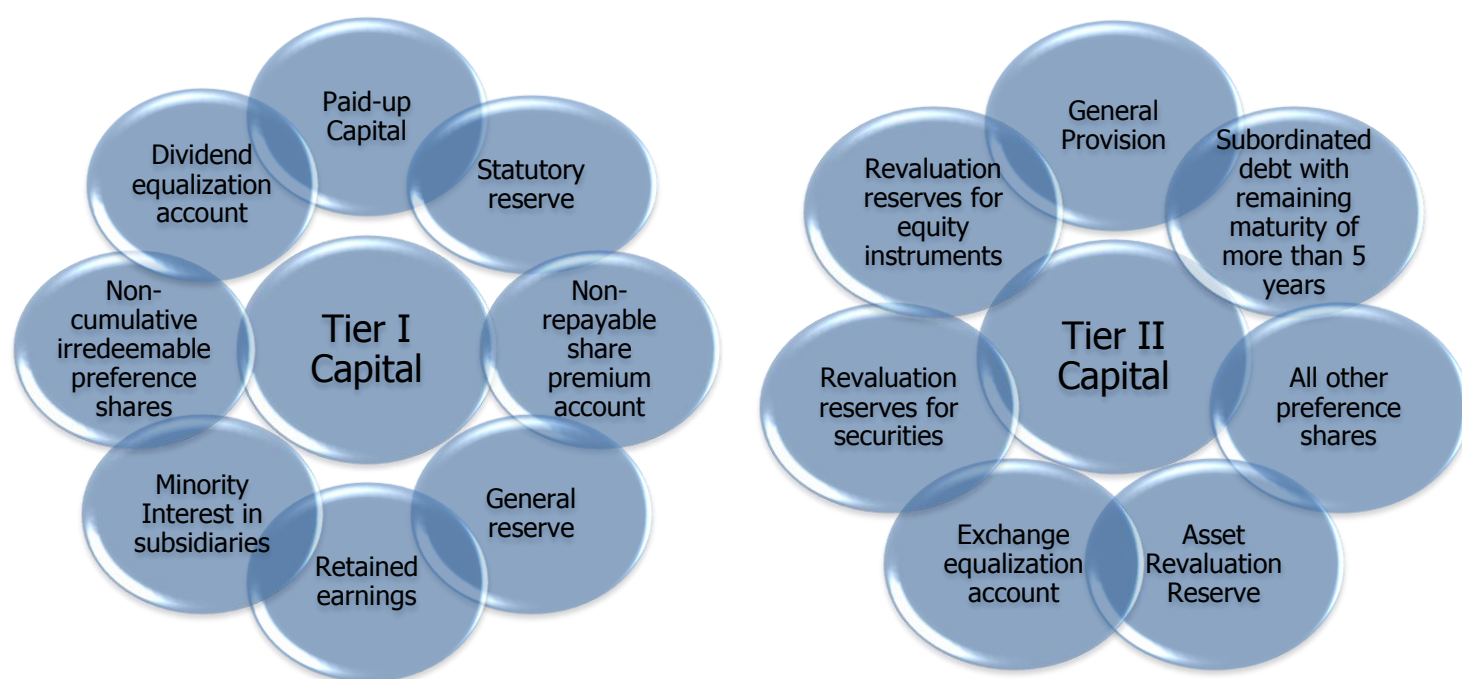 Tier I
Capital
Paid-up
Capital
Statutory
reserve
Non-
repayable
share
premium
account
General
reserve
Retained
earnings
Minority
Interest in
subsidiaries
Non-
cumulative
irredeemable
preference
shares
Dividend
equalization
account
Tier II
Capital
General
Provision
Subordinated
debt with
remaining
maturity of
more than 5
years
All other
preference
shares
Asset
Revaluation
Reserve
Exchange
equalization
account
Revaluation
reserves for
securities
Revaluation
reserves for
equity
instruments